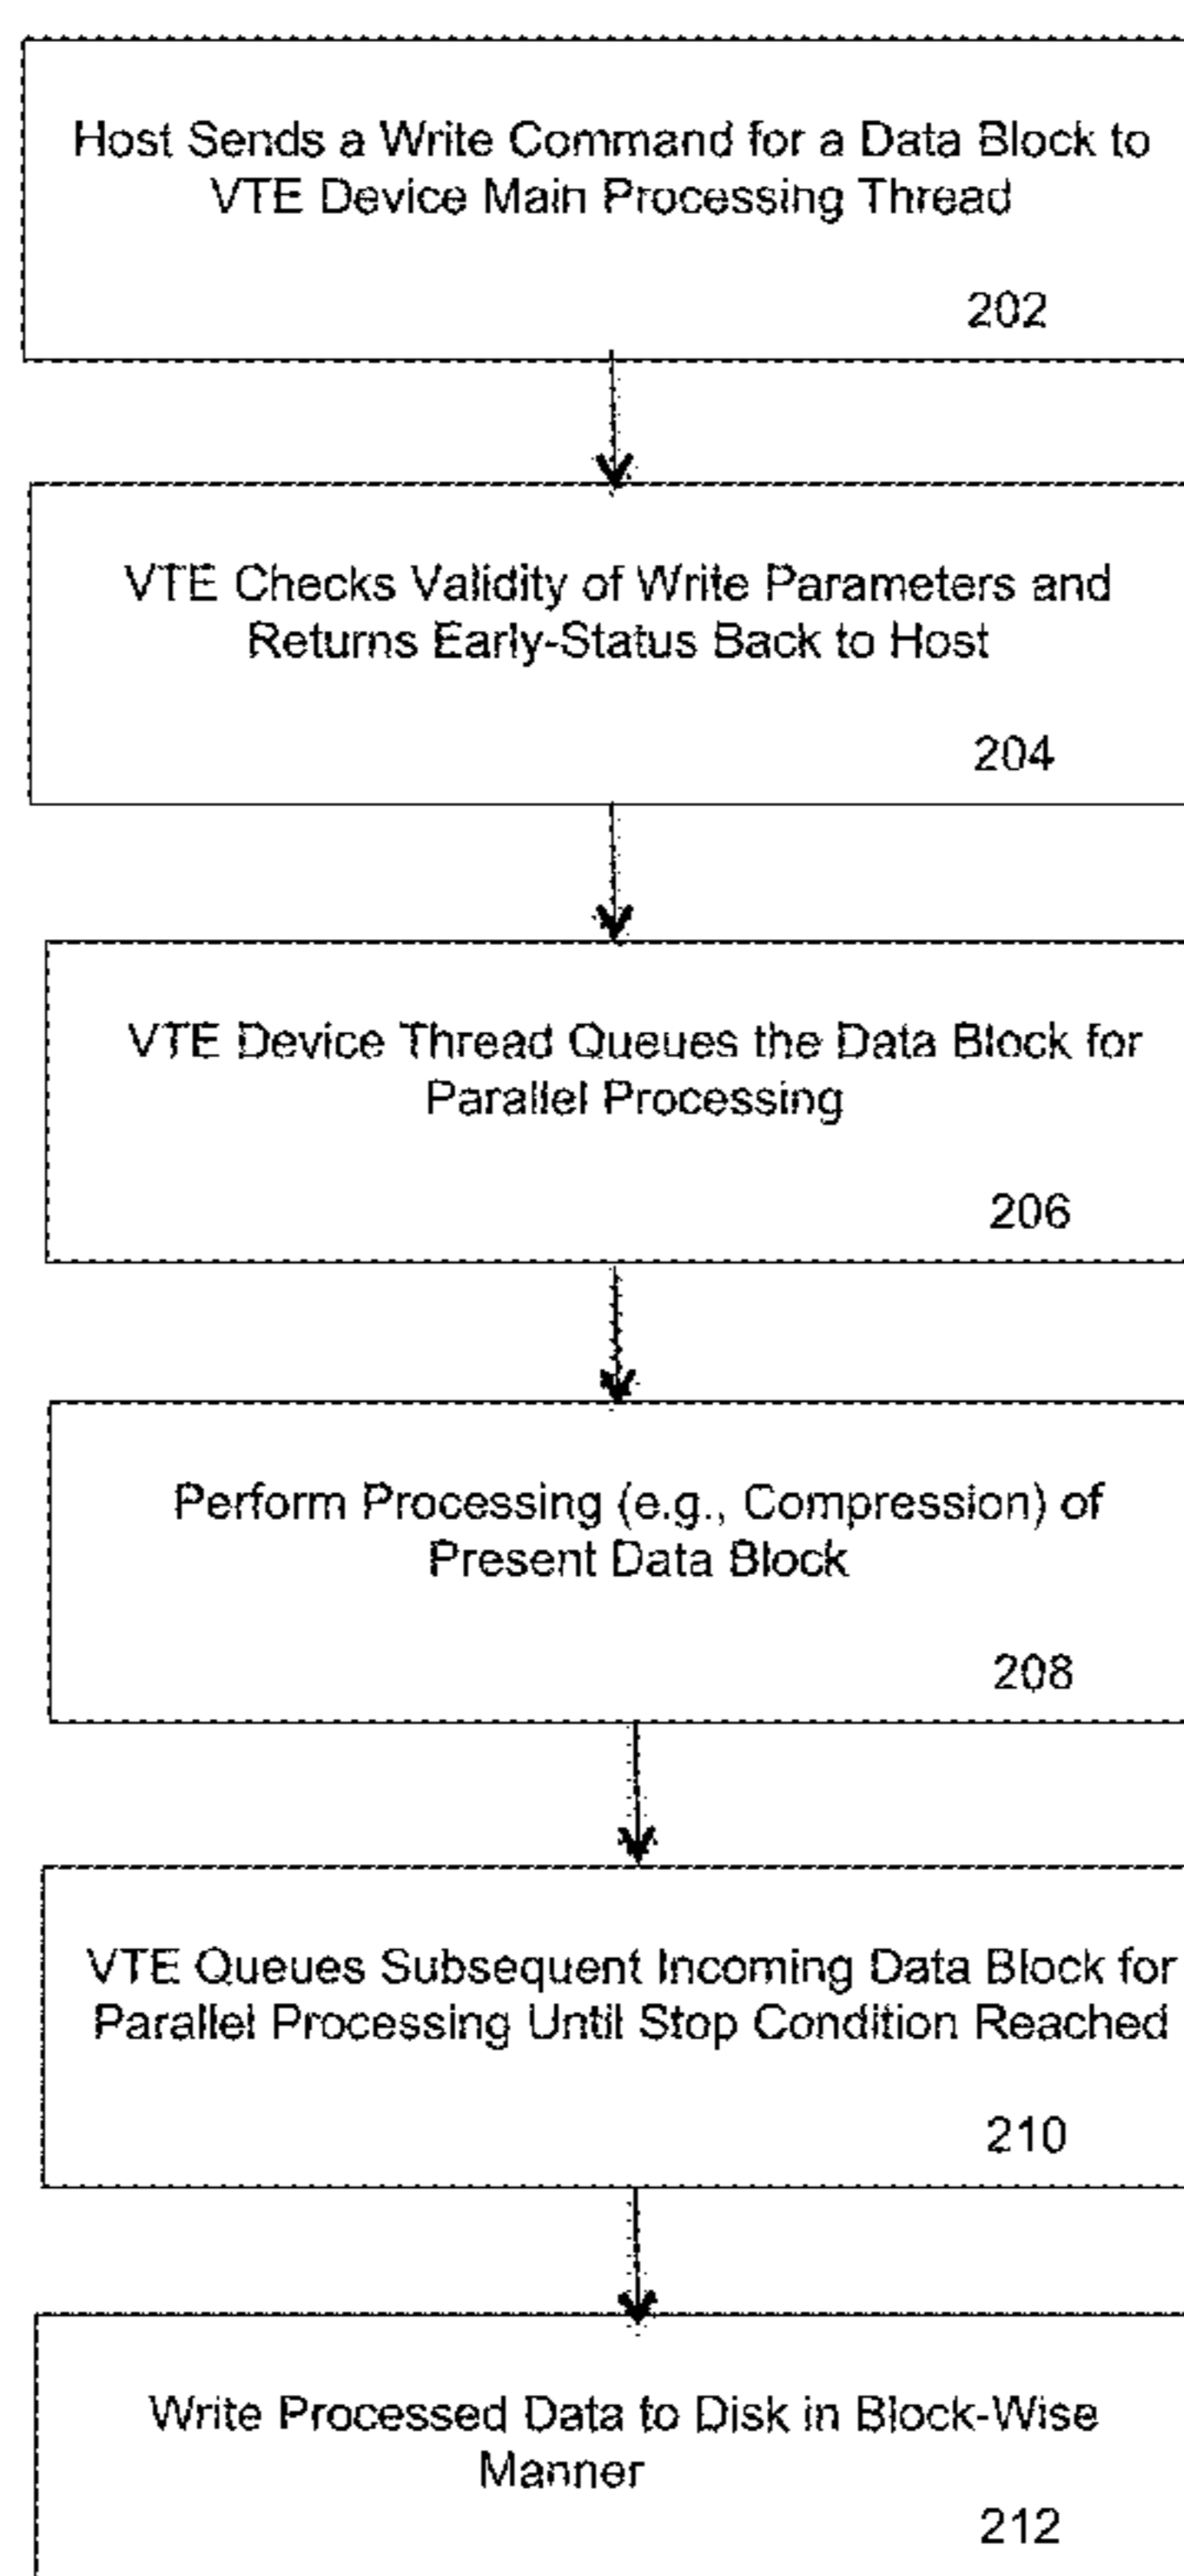 Host Sends a Write Command for a Data Block to
VTE Device Main Processing Thread
202
VTE Checks Validity of Write Parameters and
Returns Early-Status Back to Host
204
VTE Device Thread Queues the Data Block for
Parallel Processing
206
Perform Processing (e.g., Compression) of
Present Data Block
208
VTE Queues Subsequent Incoming Data Block for
Parallel Processing Until Stop Condition Reached
210
Write Processed Data to Disk in Block-Wise
Manner
212